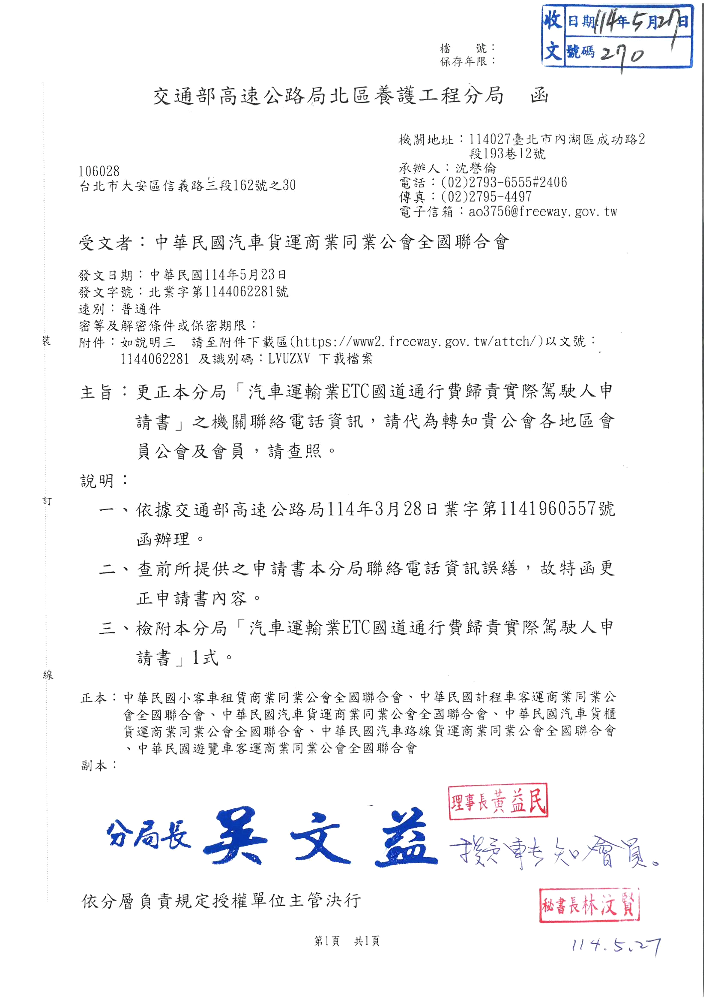 收文 日期 114年5月27日
號碼 270
檔　　號：
保存年限：
交通部高速公路局北區養護工程分局　函
機關地址：114027臺北市內湖區成功路2
段193巷12號
承辦人：沈譽倫
電話：(02)2793-6555#2406
傳真：(02)2795-4497
電子信箱：ao3756@freeway.gov.tw
106028
台北市大安區信義路三段162號之30
受文者：中華民國汽車貨運商業同業公會全國聯合會
發文日期：中華民國114年5月23日
發文字號：北業字第1144062281號
速別：普通件
密等及解密條件或保密期限：
附件：如說明三　請至附件下載區(https://www2.freeway.gov.tw/attch/)以文號：
1144062281 及識別碼：LVUZXV 下載檔案
主旨：更正本分局「汽車運輸業ETC國道通行費歸責實際駕駛人申
請書」之機關聯絡電話資訊，請代為轉知貴公會各地區會
員公會及會員，請查照。
說明：
一、依據交通部高速公路局114年3月28日業字第1141960557號
函辦理。
二、查前所提供之申請書本分局聯絡電話資訊誤繕，故特函更
正申請書內容。
三、檢附本分局「汽車運輸業ETC國道通行費歸責實際駕駛人申
請書」1式。
正本：中華民國小客車租賃商業同業公會全國聯合會、中華民國計程車客運商業同業公
會全國聯合會、中華民國汽車貨運商業同業公會全國聯合會、中華民國汽車貨櫃
貨運商業同業公會全國聯合會、中華民國汽車路線貨運商業同業公會全國聯合會
、中華民國遊覽車客運商業同業公會全國聯合會
副本：
理事長黃益民
分局長 吳文益
擬轉知會員。
依分層負責規定授權單位主管決行
秘書長林汶賢
第1頁　共1頁
114.5.27
裝
訂
線